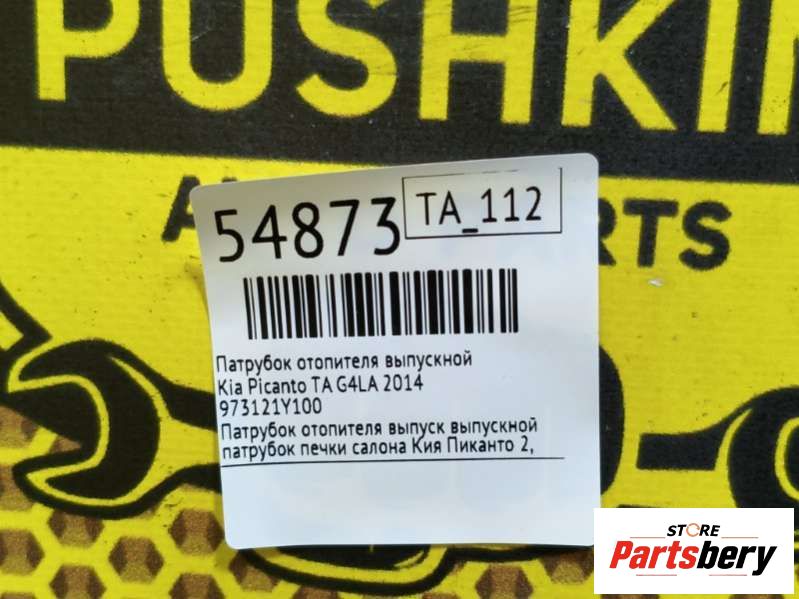 PUSHKIN
ARTS
54873
TA_112
Патрубок отопителя выпускной
Kia Picanto TA G4LA 2014
973121Y100
Патрубок отопителя выпуск выпускной
патрубок печки салона Кия Пиканто 2,
STORE
Partsbery